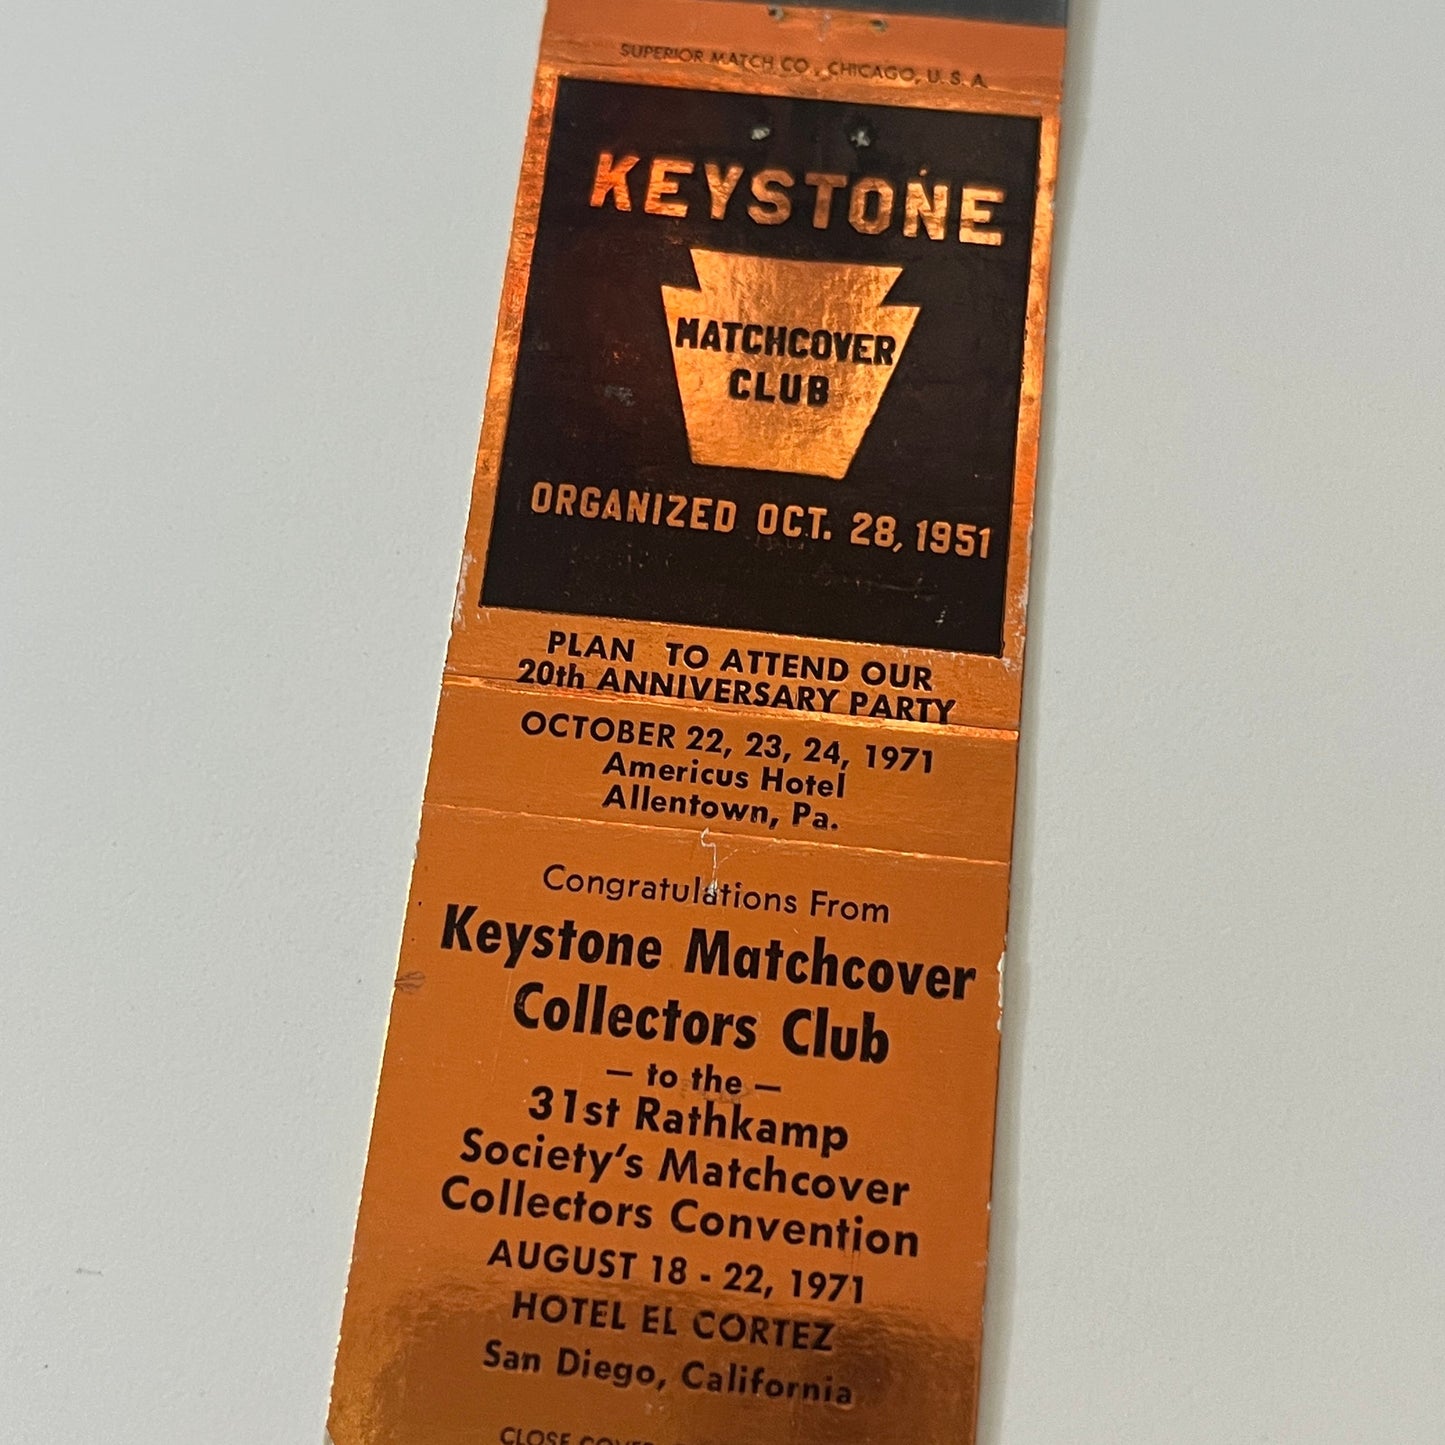 SUPERIOR MATCH CO., CHICAGO, U. S. A.
KEYSTONE
MATCHCOVER
CLUB
ORGANIZED OCT. 28, 1951
PLAN TO ATTEND OUR
20th ANNIVERSARY PARTY
OCTOBER 22, 23, 24, 1971
Americus Hotel
Allentown, Pa.
Congratulations From
Keystone Matchcover
Collectors Club
— to the —
31st Rathkamp
Society's Matchcover
Collectors Convention
AUGUST 18 - 22, 1971
HOTEL EL CORTEZ
San Diego, California
CLOSE COVER